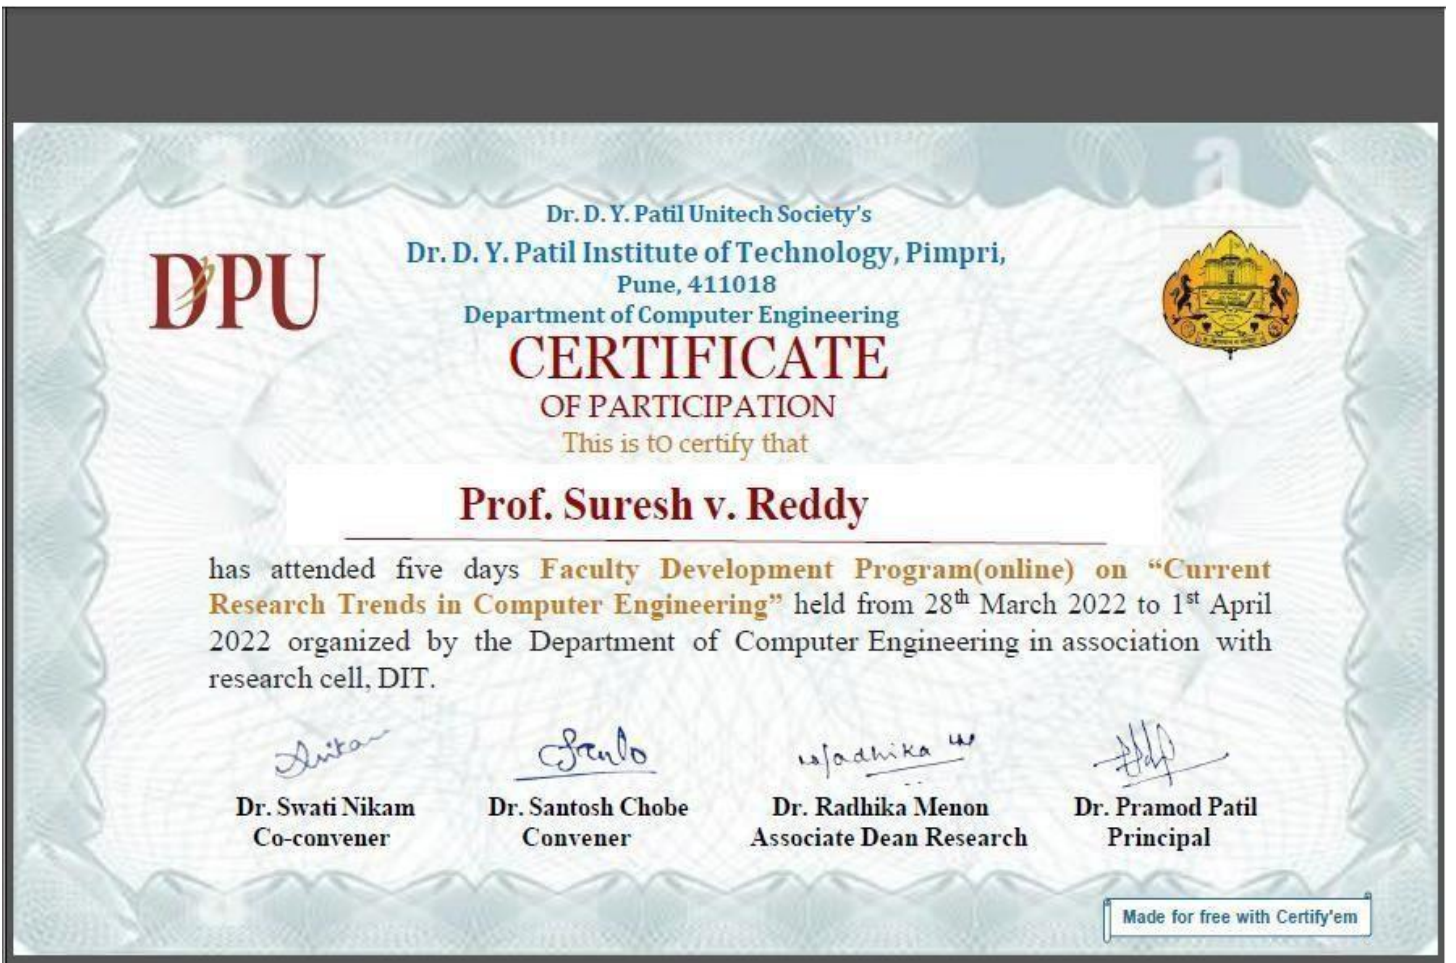 Dr. D. Y. Patil Unitech Society's
DPU
Dr. D. Y. Patil Institute of Technology, Pimpri,
Pune, 411018
Department of Computer Engineering
CERTIFICATE
OF PARTICIPATION
This is tO certify that
Prof. Suresh v. Reddy
has attended five days Faculty Development Program(online) on “Current
Research Trends in Computer Engineering” held from 28th March 2022 to 1st April
2022 organized by the Department of Computer Engineering in association with
research cell, DIT.
Dr. Swati Nikam Dr. Santosh Chobe Dr. Radhika Menon Dr. Pramod Patil
Co-convener Convener Associate Dean Research Principal
Made for free with Certify'em